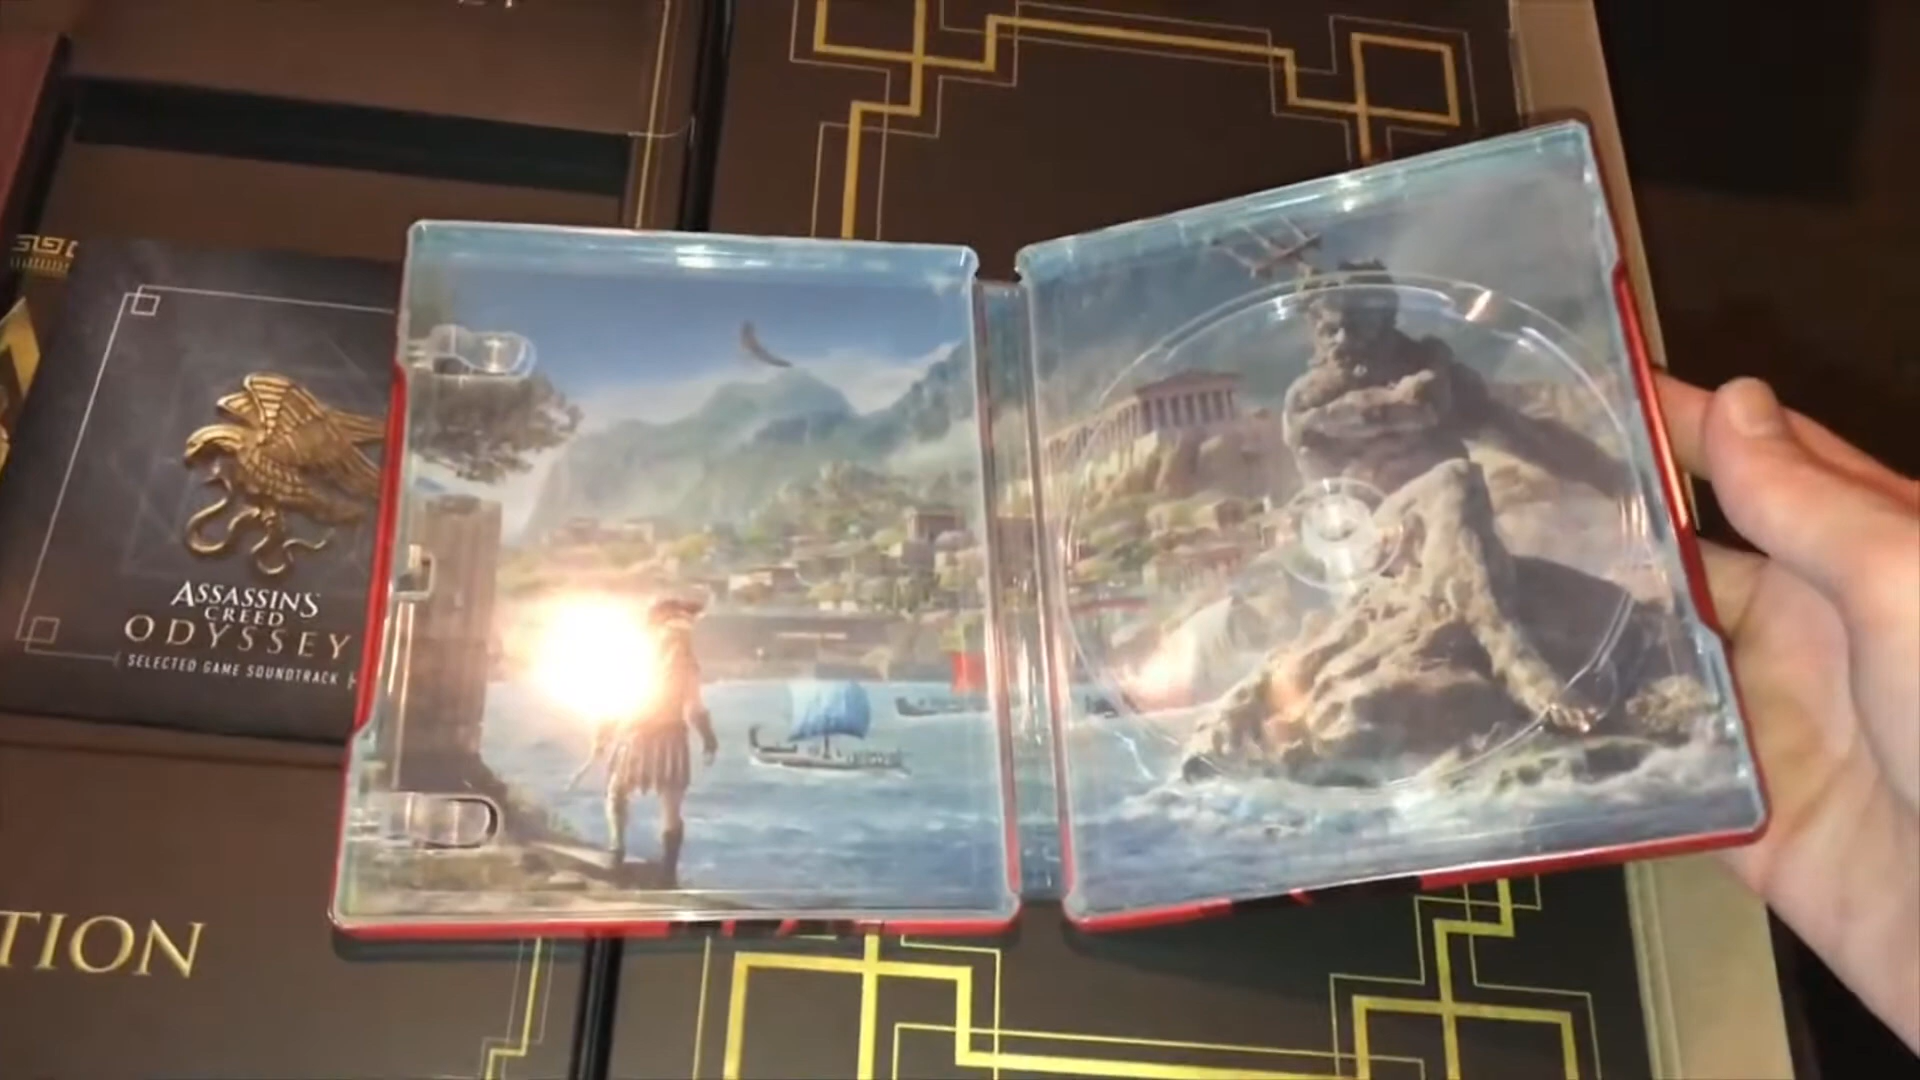 ASSASSIN'S
CREED
ODYSSEY
SELECTED GAME SOUNDTRACK
TION